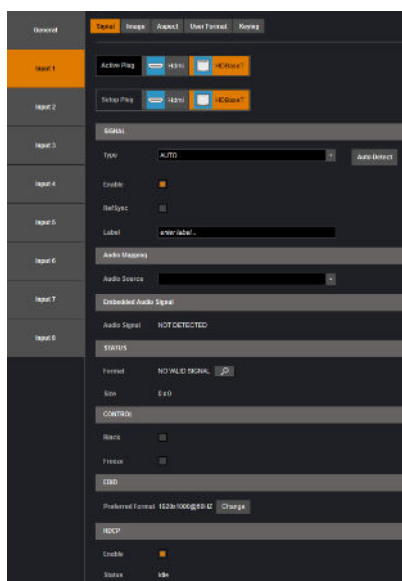 General
Input 1
Input 2
Input 3
Input 4
Input 5
Input 6
Input 7
Input 8
Signal Image Aspect User Format Keying
Active Plug Hdmi HDBaseT
Setup Plug Hdmi HDBaseT
SIGNAL
Type AUTO Auto Detect
Enable
RefSync
Label enter label...
Audio Mapping
Audio Source
Embedded Audio Signal
Audio Signal NOT DETECTED
STATUS
Format NO VALID SIGNAL
Size 0 x 0
CONTROL
Black
Freeze
EDID
Preferred Format Change
HDCP
Enable
Status Idle